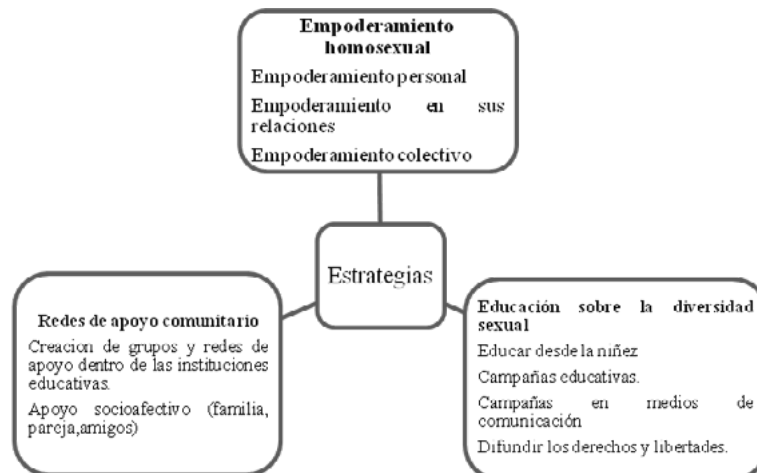 Empoderamiento
homosexual
Empoderamiento personal
Empoderamiento en sus
relaciones
Empoderamiento colectivo
Estrategias
Redes de apoyo comunitario
Creacion de grupos y redes de
apoyo dentro de las instituciones
educativas.
Apoyo socioafectivo (familia,
pareja,amigos)
Educación sobre la diversidad
sexual
Educar desde la niñez
Campañas educativas.
Campañas en medios de
comunicación
Difundir los derechos y libertades.